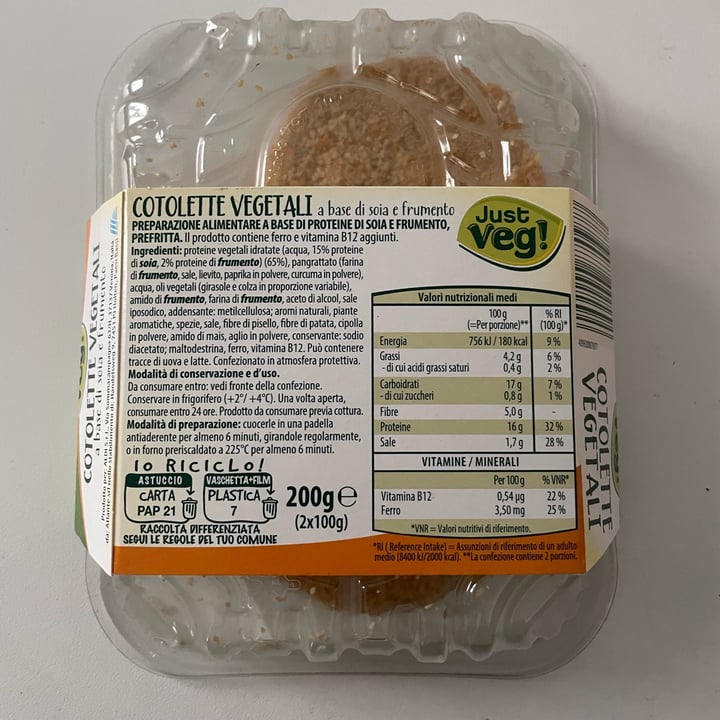 COTOLETTE VEGETALI a base di soia e frumento
Just Veg!
PREPARAZIONE ALIMENTARE A BASE DI PROTEINE DI SOIA E FRUMENTO,
PREFRITTA. Il prodotto contiene ferro e vitamina B12 aggiunti.
Ingredienti: proteine vegetali idratate (acqua, 15% proteine
di soia, 2% proteine di frumento) (65%), pangrattato (farina
di frumento, sale, lievito, paprika in polvere, curcuma in polvere),
acqua, oli vegetali (girasole e colza in proporzione variabile),
amido di frumento, farina di frumento, aceto di alcool, sale
iposodico, addensante: metilcellulosa; aromi naturali, piante
aromatiche, spezie, sale, fibre di pisello, fibre di patata, cipolla
in polvere, amido di mais, aglio in polvere, conservante: sodio
diacetato; maltodestrina, ferro, vitamina B12. Può contenere
tracce di uova e latte. Confezionato in atmosfera protettiva.
Modalità di conservazione e d'uso.
Da consumare entro: vedi fronte della confezione.
Conservare in frigorifero (+2°/ +4°C). Una volta aperta,
consumare entro 24 ore. Prodotto da consumare previa cottura.
Modalità di preparazione: cuocerle in una padella
antiaderente per almeno 6 minuti, girandole regolarmente,
o in forno preriscaldato a 225°C per almeno 6 minuti.
Io RICICLO!
ASTUCCIO
CARTA
PAP 21
VASCHETTA+FILM
PLASTICA
7
RACCOLTA DIFFERENZIATA
SEGUI LE REGOLE DEL TUO COMUNE
200g e
(2x100g)
Valori nutrizionali medi
100 g (=Per porzione)** % RI (100 g)*
Energia 756 kJ / 180 kcal 9 %
Grassi 4,2 g 6 %
- di cui acidi grassi saturi 0,4 g 2 %
Carboidrati 17 g 7 %
- di cui zuccheri 0,8 g 1 %
Fibre 5,0 g -
Proteine 16 g 32 %
Sale 1,7 g 28 %
VITAMINE / MINERALI
Per 100 g % VNR*
Vitamina B12 0,54 µg 22 %
Ferro 3,50 mg 25 %
*VNR = Valori nutritivi di riferimento.
*RI ( Reference Intake) = Assunzioni di riferimento di un adulto
medio (8400 kJ/2000 kcal). **La confezione contiene 2 porzioni.
COTOLETTE VEGETALI
a base di soia e frumento
Veg!
COTOLETTE
VEGETALI